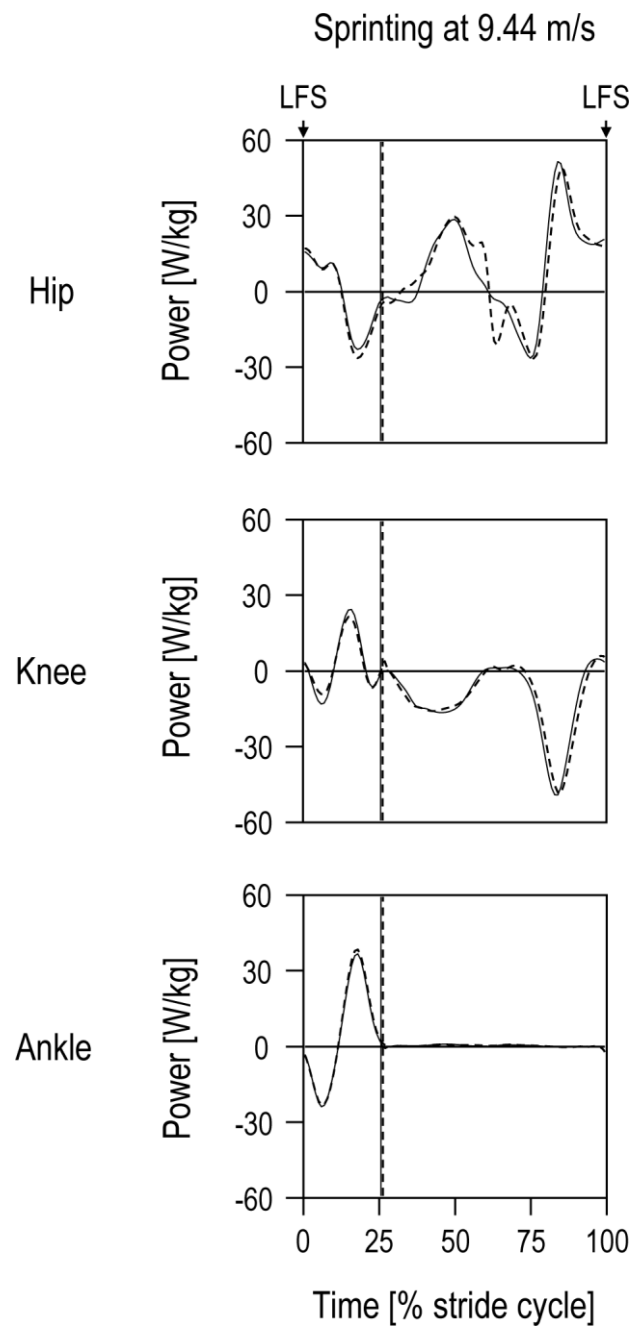 Sprinting at 9.44 m/s
LFS LFS
Hip
Power [W/kg]
60
30
0
-30
-60
Knee
Power [W/kg]
60
30
0
-30
-60
Ankle
Power [W/kg]
60
30
0
-30
-60
0 25 50 75 100
Time [% stride cycle]